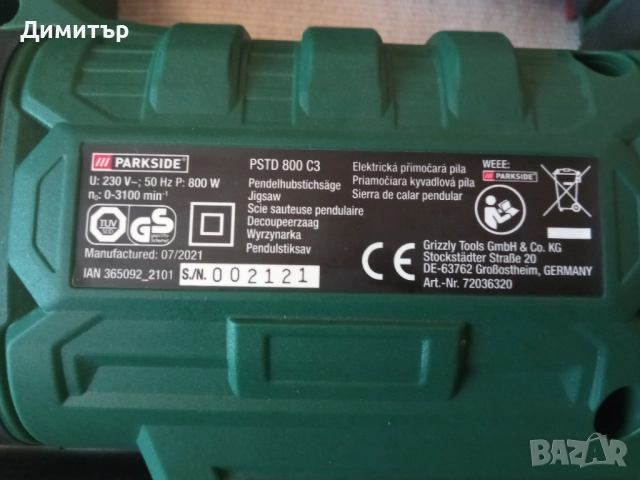 Димитър
/// PARKSIDE®
U: 230 V~; 50 Hz P: 800 W
n₀: 0-3100 min⁻¹
TÜV
GS
Manufactured: 07/2021
IAN 365092_2101
S/N. 002121
PSTD 800 C3
Pendelhubstichsäge
Jigsaw
Scie sauteuse pendulaire
Decoupeerzaag
Wyrzynarka
Pendulstiksav
Elektrická přímočará pila
Priamočiara kyvadlová píla
Sierra de calar pendular
WEEE:
/// PARKSIDE®
CE
Grizzly Tools GmbH & Co. KG
Stockstädter Straße 20
DE-63762 Großostheim, GERMANY
Art.-Nr. 72036320
BAZAR